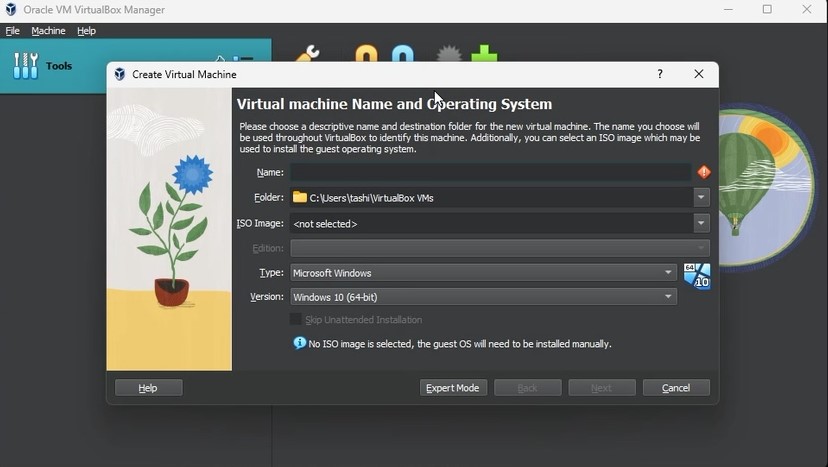 Oracle VM VirtualBox Manager
File Machine Help
Tools
Create Virtual Machine
?
Virtual machine Name and Operating System
Please choose a descriptive name and destination folder for the new virtual machine. The name you choose will
be used throughout VirtualBox to identify this machine. Additionally, you can select an ISO image which may be
used to install the guest operating system.
Name:
Folder: C:\Users\tashi\VirtualBox VMs
ISO Image: <not selected>
Edition:
Type: Microsoft Windows
64
10
Version: Windows 10 (64-bit)
Skip Unattended Installation
No ISO image is selected, the guest OS will need to be installed manually.
Help Expert Mode Back Next Cancel